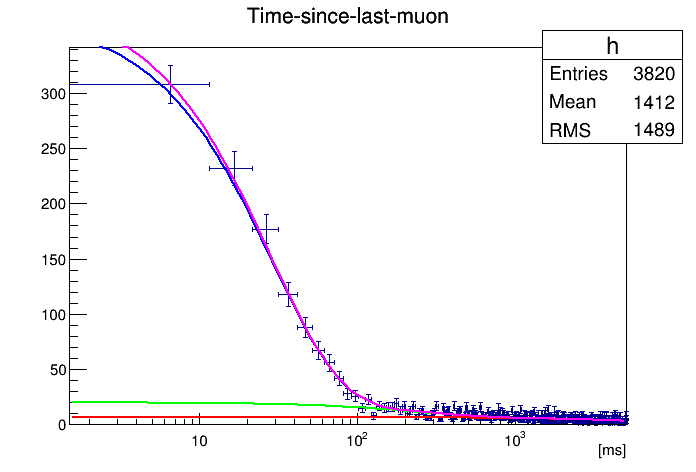 Time-since-last-muon
h
Entries 3820
Mean 1412
RMS 1489
300
250
200
150
100
50
0
10 10² 10³
[ms]